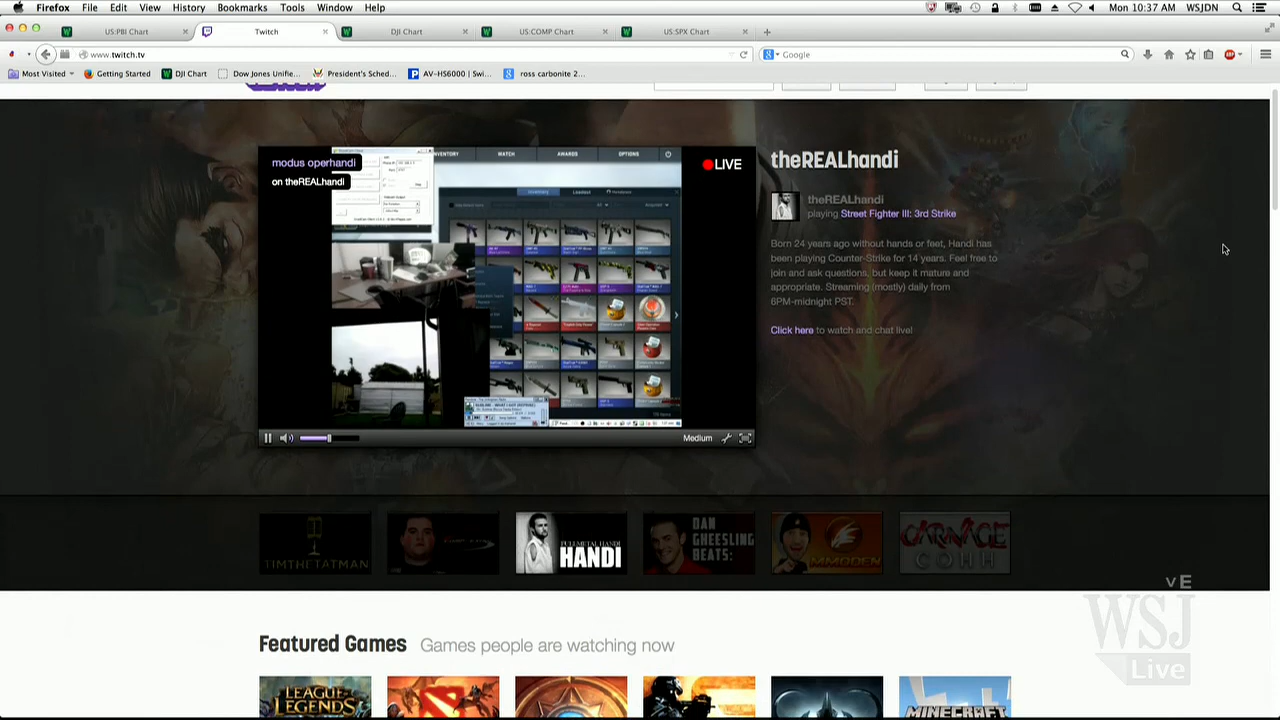 Firefox File Edit View History Bookmarks Tools Window Help
Mon 10:37 AM WSJDN
US:PBI Chart
Twitch
DJI Chart
US:COMP Chart
US:SPX Chart
www.twitch.tv
Google
Most Visited
Getting Started
DJI Chart
Dow Jones Unifie...
President's Sched...
AV-HS6000 | Swi...
ross carbonite 2...
modus operhandi
on theREALhandi
INVENTORY WATCH AWARDS OPTIONS
LIVE
Medium
theREALhandi
theREALhandi
playing Street Fighter III: 3rd Strike
Born 24 years ago without hands or feet, Handi has
been playing Counter-Strike for 14 years. Feel free to
join and ask questions, but keep it mature and
appropriate. Streaming (mostly) daily from
6PM-midnight PST.
Click here to watch and chat live!
TIMTHETATMAN
FULLMETAL HANDI
HANDI
DAN
GHEESLING
BEATS:
MMODEN
CARNAGE
COHH
Featured Games Games people are watching now
LEAGUE
LEGENDS
MINECRAFT
WSJ
Live